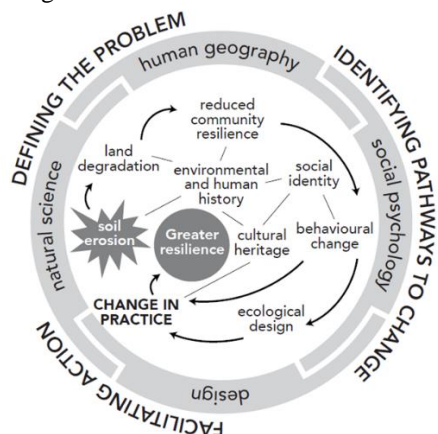 DEFINING THE PROBLEM
IDENTIFYING PATHWAYS TO CHANGE
FACILITATING ACTION
human geography
social psychology
design
natural science
reduced
community
resilience
land
degradation
environmental
and human
history
social
identity
soil
erosion
Greater
resilience
cultural
heritage
behavioural
change
CHANGE IN
PRACTICE
ecological
design